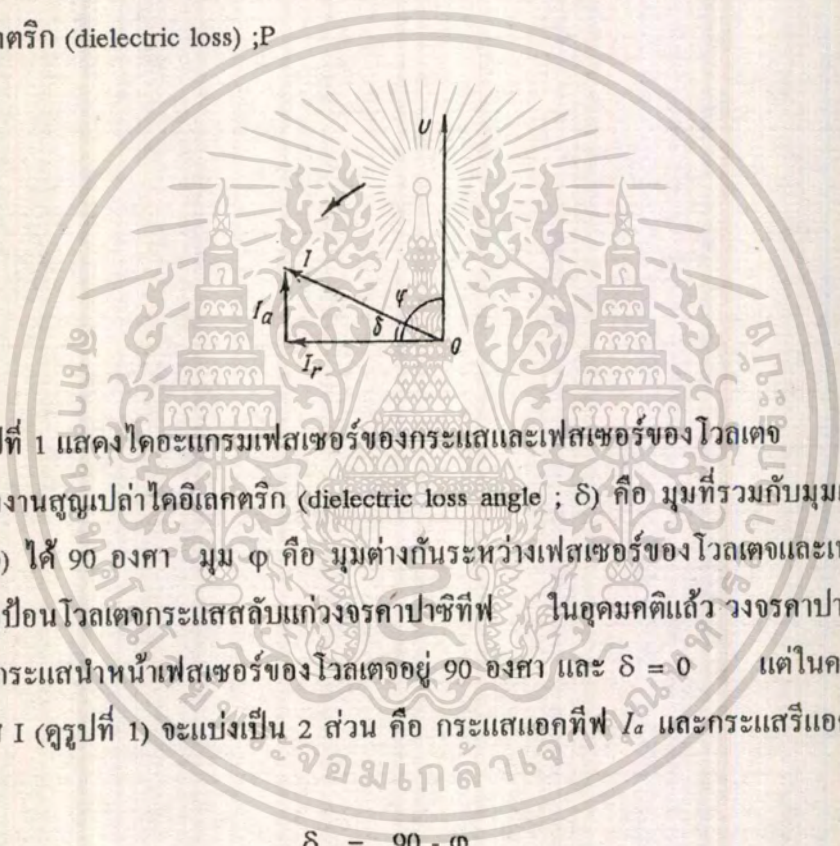 ตริก (dielectric loss) ;P
U
I
φ
Ia
δ
O
Ir
ที่ 1 แสดงไดอะแกรมเฟสเซอร์ของกระแสและเฟสเซอร์ของโวลเตจ
งานสูญเปล่าไดอิเลกตริก (dielectric loss angle ; δ) คือ มุมที่รวมกับมุม
) ได้ 90 องศา มุม φ คือ มุมต่างกันระหว่างเฟสเซอร์ของโวลเตจและ
ป้อนโวลเตจกระแสสลับแก่วงจรคาปาซิทีฟ ในอุดมคติแล้ว วงจรคาปา
กระแสนำหน้าเฟสเซอร์ของโวลเตจอยู่ 90 องศา และ δ = 0 แต่ใน
I (ดูรูปที่ 1) จะแบ่งเป็น 2 ส่วน คือ กระแสแอคทีฟ Ia และกระแสรีแอ
δ = 90 - φ